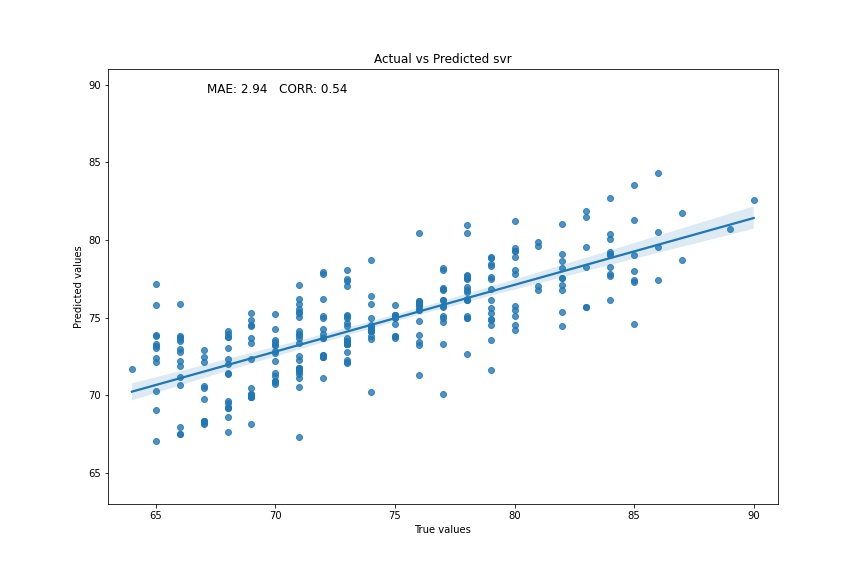 Actual vs Predicted svr
MAE: 2.94   CORR: 0.54
90
85
80
75
70
65
Predicted values
65 70 75 80 85 90
True values